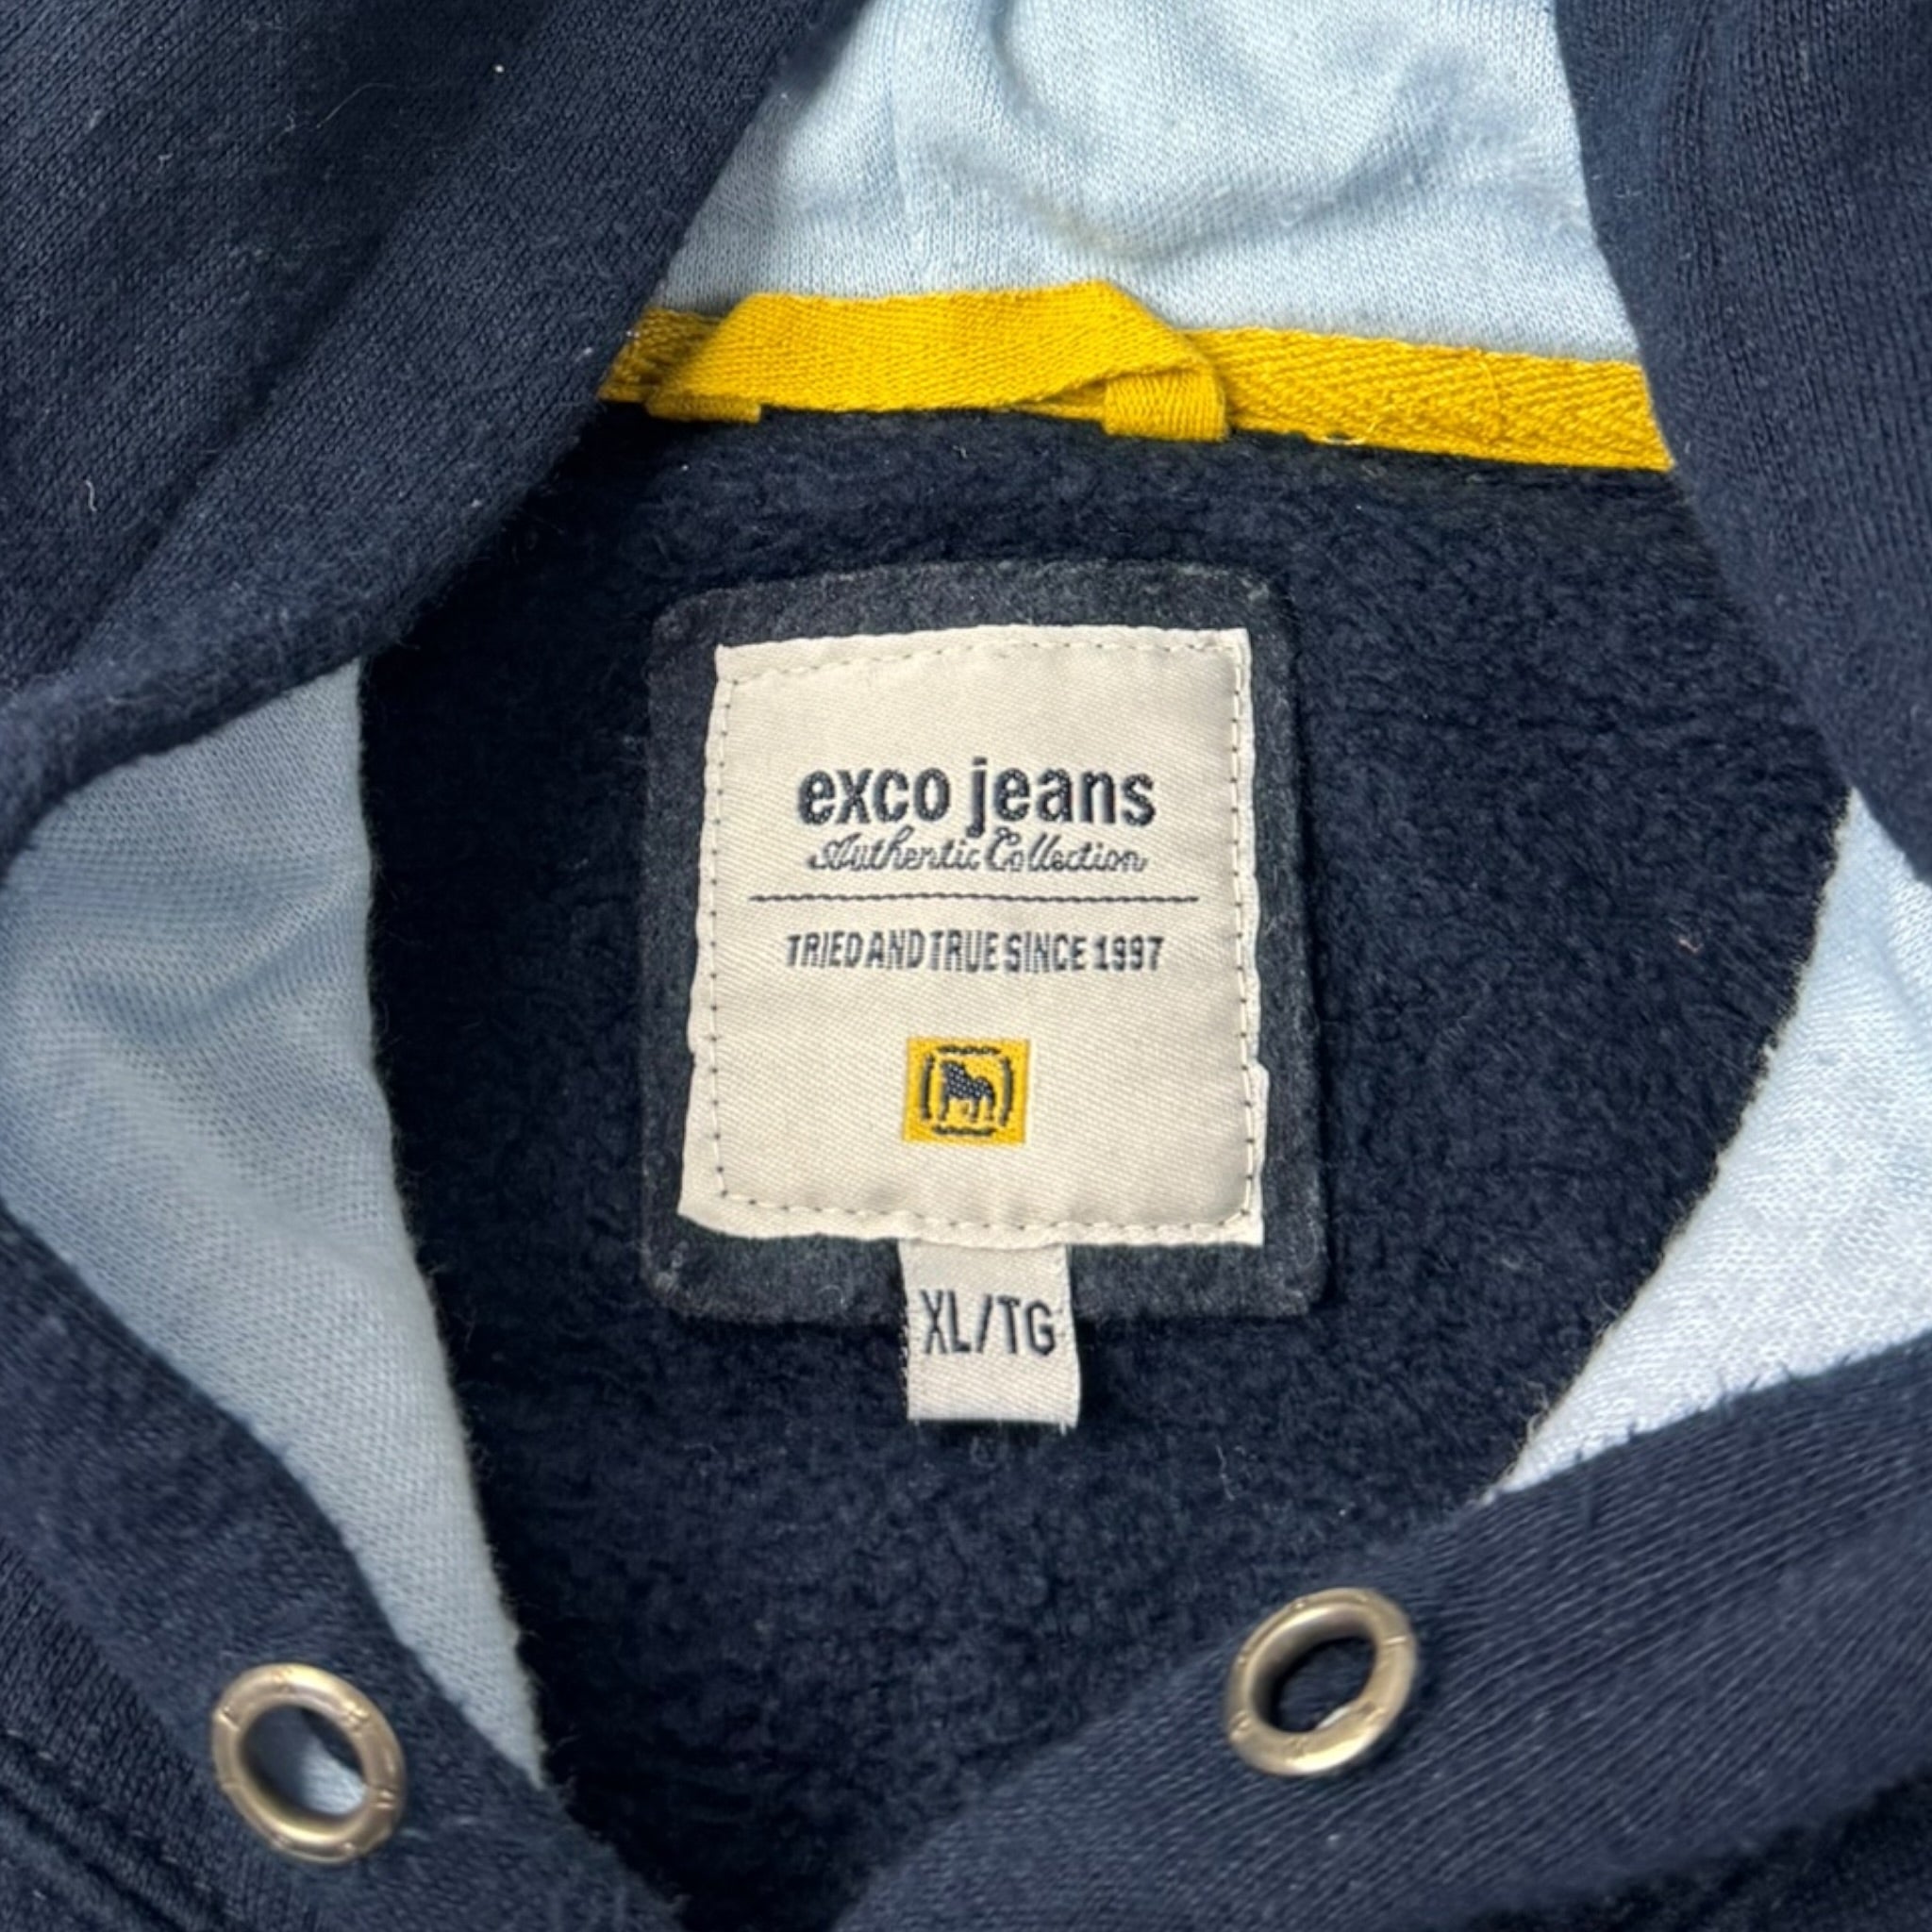 exco jeans
Authentic Collection
TRIED AND TRUE SINCE 1997
XL/TG